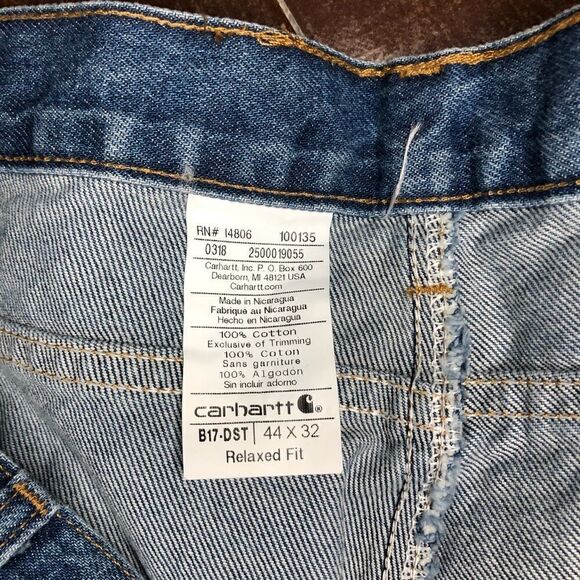 RN# 14806 100135
0318 2500019055
Carhartt, Inc. P. O. Box 600
Dearborn, MI 48121 USA
Carhartt.com
Made in Nicaragua
Fabriqué au Nicaragua
Hecho en Nicaragua
100% Cotton
Exclusive of Trimming
100% Coton
Sans garniture
100% Algodón
Sin incluir adorno
carhartt ®
B17-DST 44 X 32
Relaxed Fit